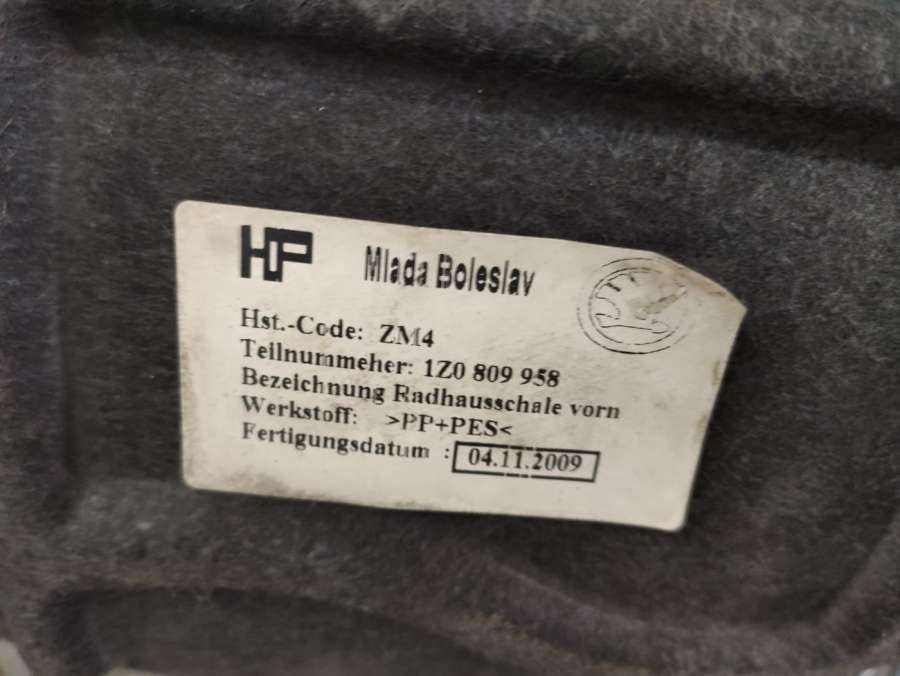 HP Mlada Boleslav
Hst.-Code: ZM4
Teilnummeher: 1Z0 809 958
Bezeichnung Radhausschale vorn
Werkstoff: >PP+PES<
Fertigungsdatum : 04.11.2009